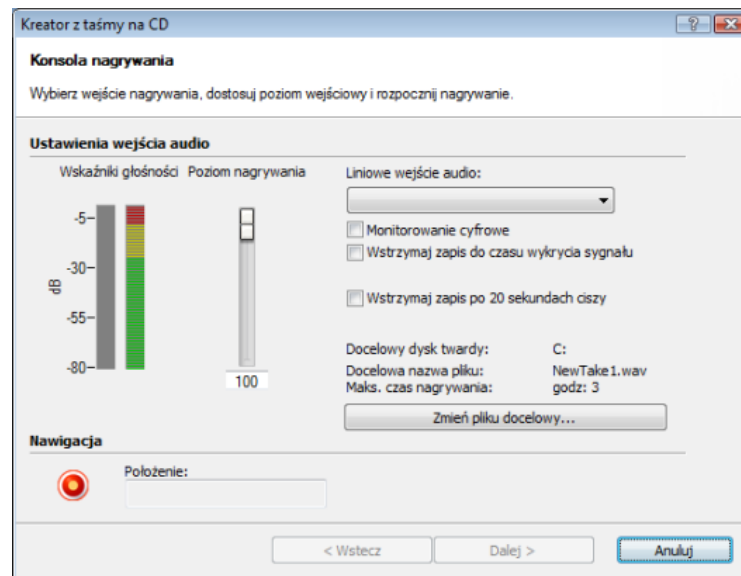 Kreator z taśmy na CD
Konsola nagrywania
Wybierz wejście nagrywania, dostosuj poziom wejściowy i rozpocznij nagrywanie.
Ustawienia wejścia audio
Wskaźniki głośności Poziom nagrywania
Liniowe wejście audio:
-5
-30
dB
-55
-80
100
Monitorowanie cyfrowe
Wstrzymaj zapis do czasu wykrycia sygnału
Wstrzymaj zapis po 20 sekundach ciszy
Docelowy dysk twardy: C:
Docelowa nazwa pliku: NewTake1.wav
Maks. czas nagrywania: godz: 3
Zmień pliku docelowy...
Nawigacja
Położenie:
< Wstecz Dalej > Anuluj